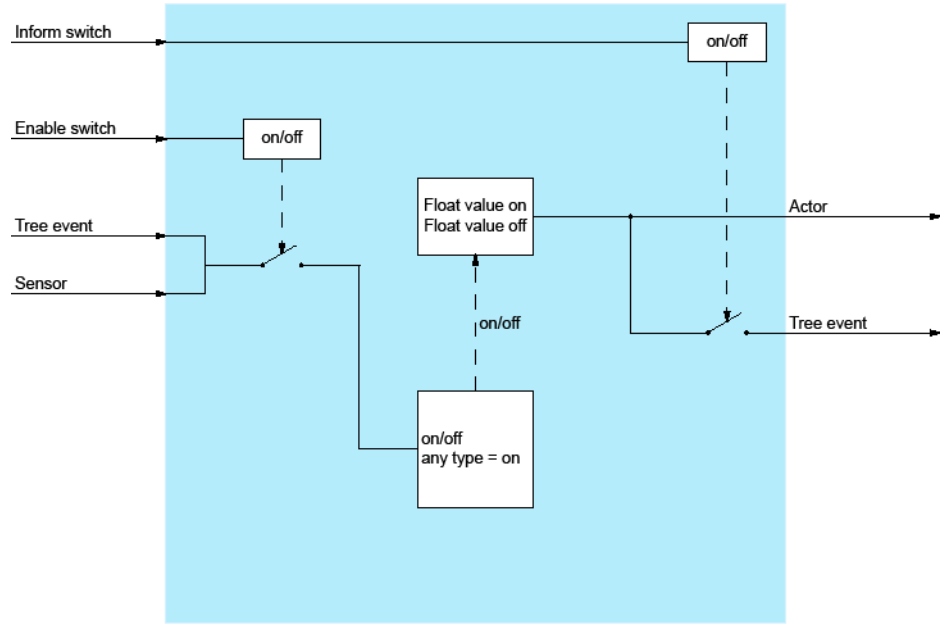 Inform switch
on/off
Enable switch
on/off
Float value on
Float value off
Actor
Tree event
Sensor
on/off
Tree event
on/off
any type = on